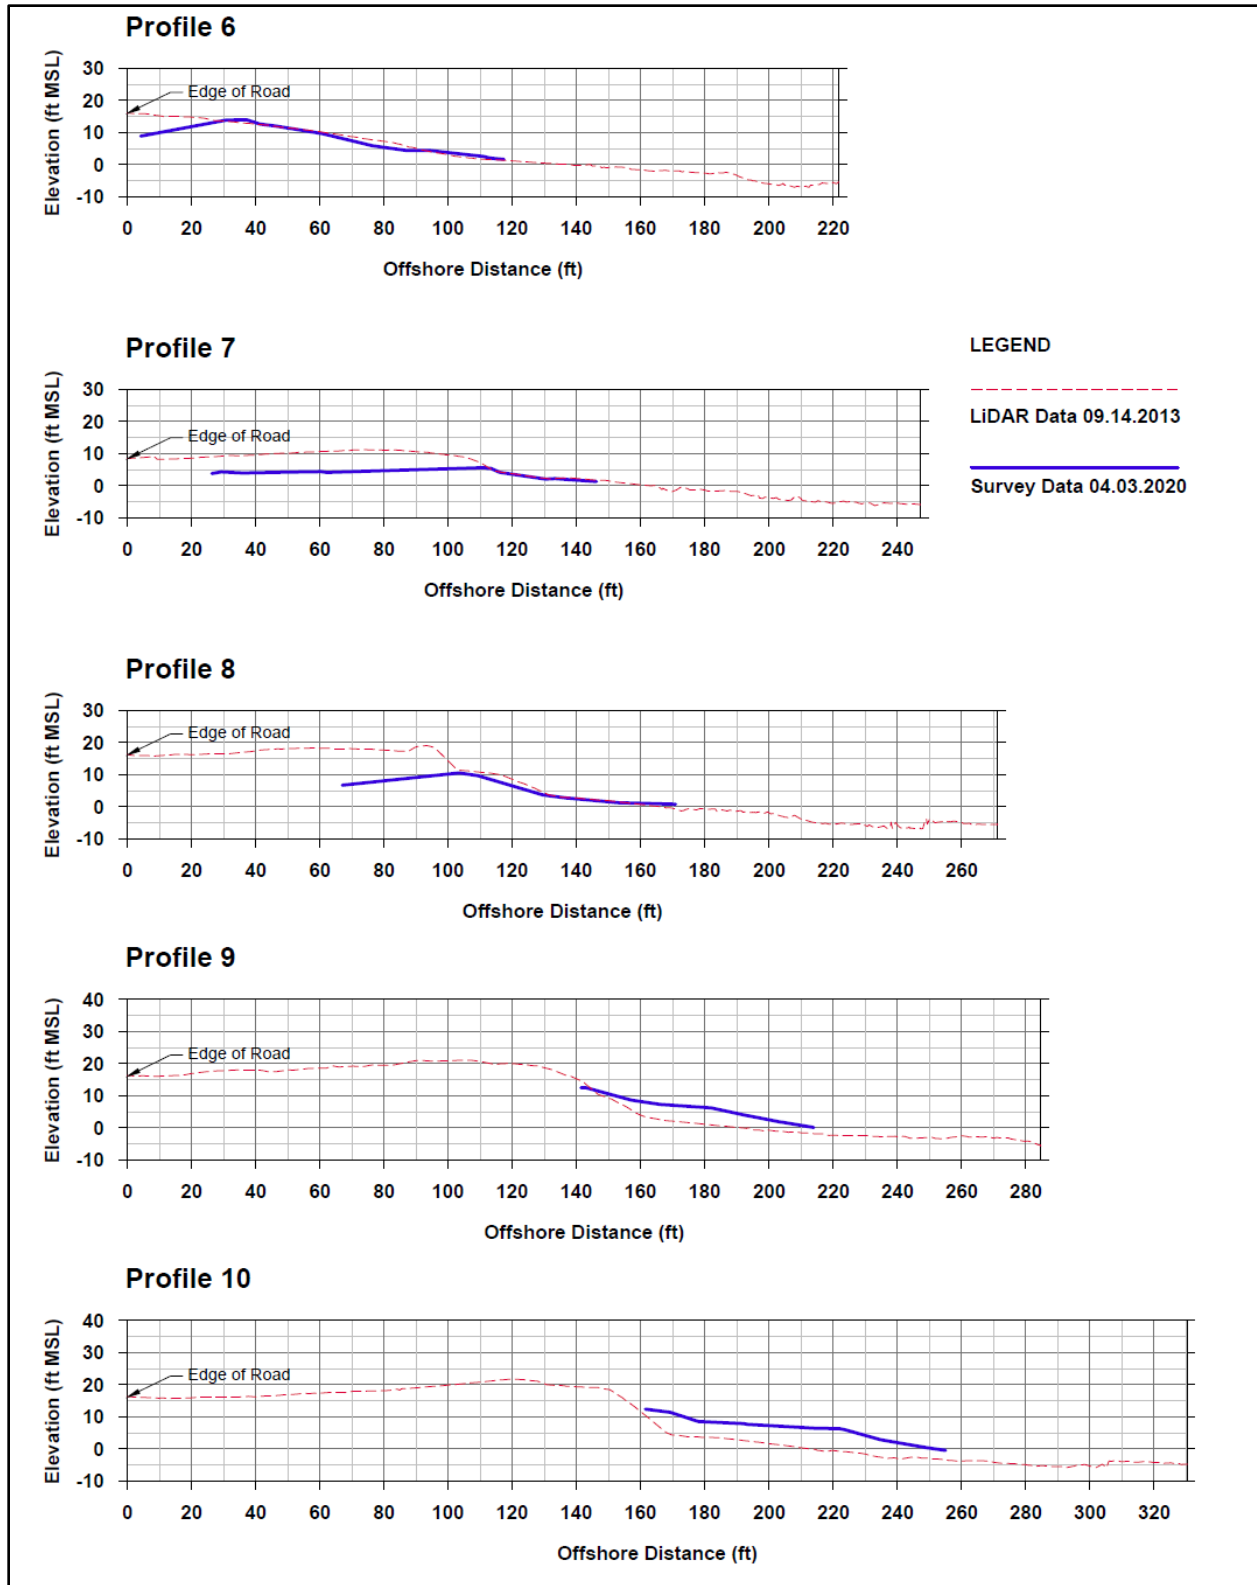 Profile 6
Elevation (ft MSL)
30
20
10
0
-10
Edge of Road
0 20 40 60 80 100 120 140 160 180 200 220
Offshore Distance (ft)
Profile 7
Elevation (ft MSL)
30
20
10
0
-10
Edge of Road
0 20 40 60 80 100 120 140 160 180 200 220 240
Offshore Distance (ft)
LEGEND
LiDAR Data 09.14.2013
Survey Data 04.03.2020
Profile 8
Elevation (ft MSL)
30
20
10
0
-10
Edge of Road
0 20 40 60 80 100 120 140 160 180 200 220 240 260
Offshore Distance (ft)
Profile 9
Elevation (ft MSL)
40
30
20
10
0
-10
Edge of Road
0 20 40 60 80 100 120 140 160 180 200 220 240 260 280
Offshore Distance (ft)
Profile 10
Elevation (ft MSL)
40
30
20
10
0
-10
Edge of Road
0 20 40 60 80 100 120 140 160 180 200 220 240 260 280 300 320
Offshore Distance (ft)